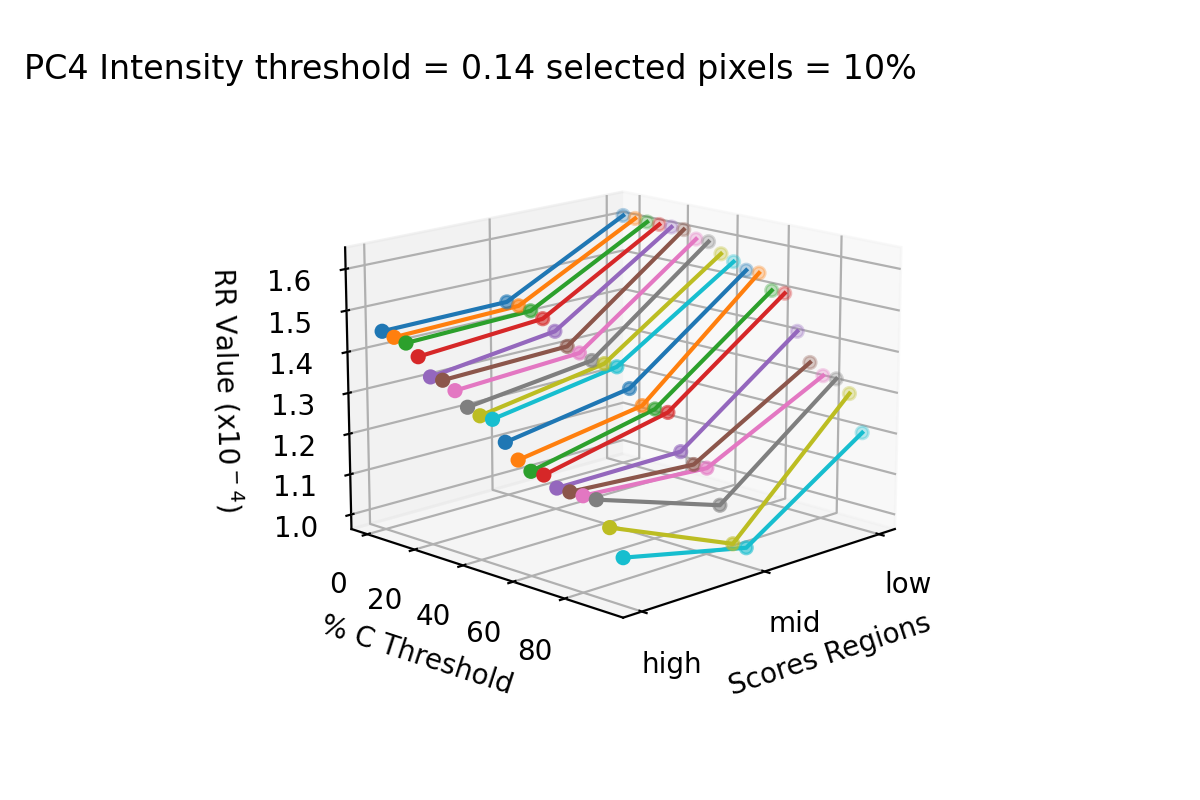 PC4 Intensity threshold = 0.14 selected pixels = 10%
RR Value (x10⁻⁴)
1.6
1.5
1.4
1.3
1.2
1.1
1.0
0
20
40
60
80
% C Threshold
high
mid
low
Scores Regions